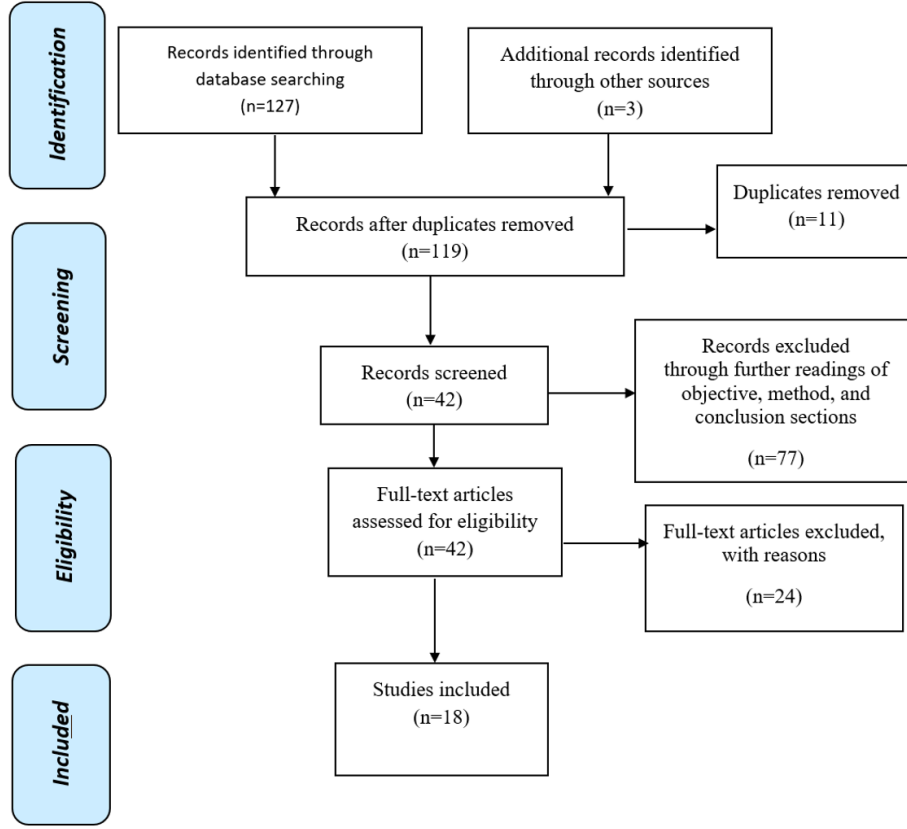 Identification
Records identified through
database searching
(n=127)
Additional records identified
through other sources
(n=3)
Records after duplicates removed
(n=119)
Duplicates removed
(n=11)
Screening
Records screened
(n=42)
Records excluded
through further readings of
objective, method, and
conclusion sections
(n=77)
Eligibility
Full-text articles
assessed for eligibility
(n=42)
Full-text articles excluded,
with reasons
(n=24)
Included
Studies included
(n=18)